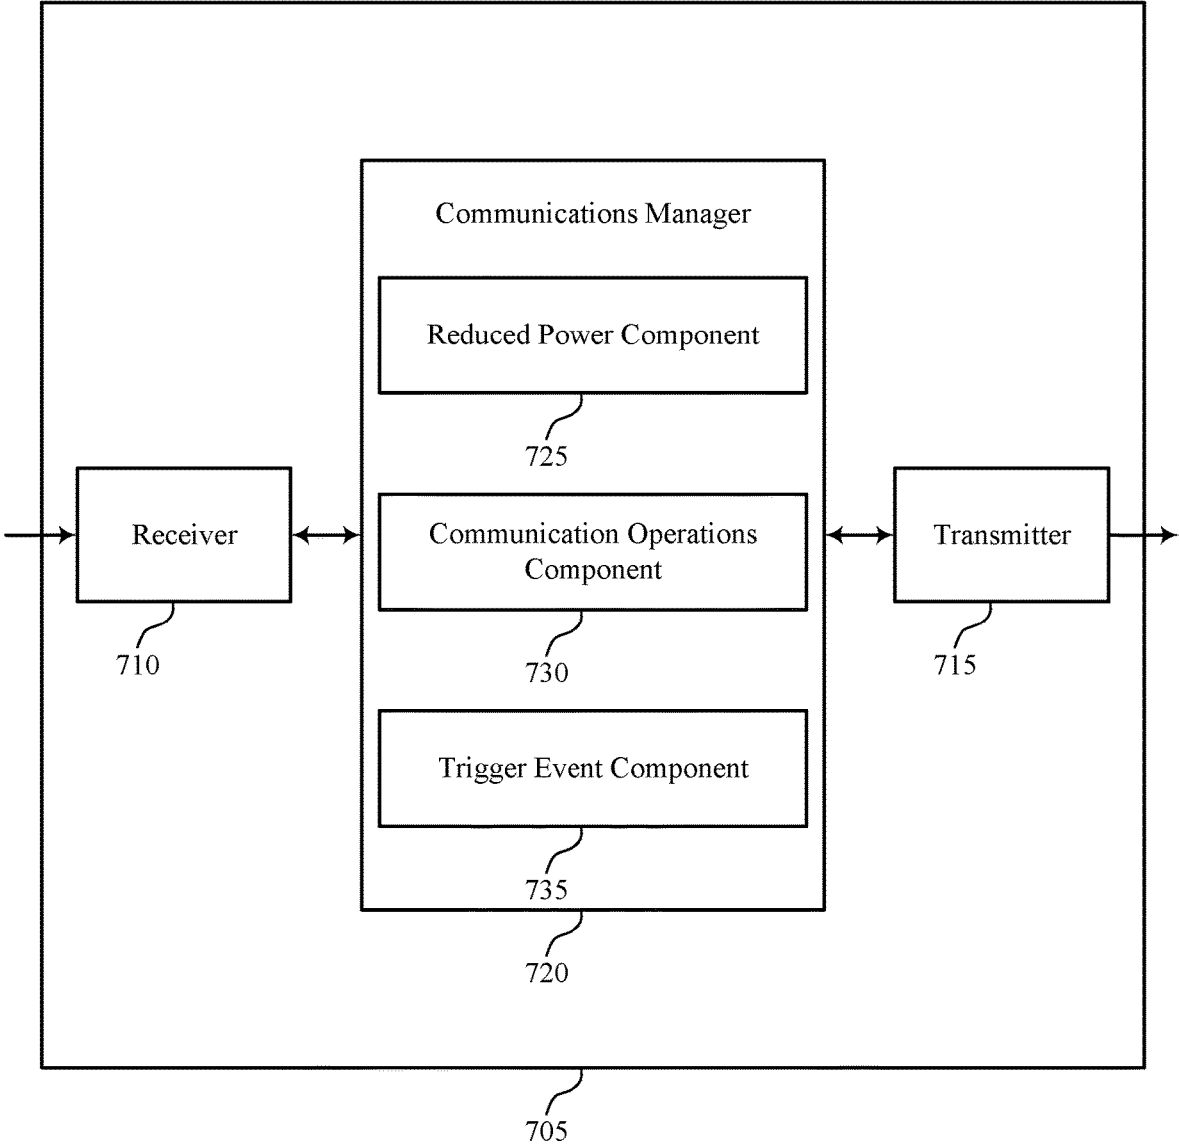 Communications Manager
Reduced Power Component
725
Receiver
710
Communication Operations
Component
730
Transmitter
715
Trigger Event Component
735
720
705